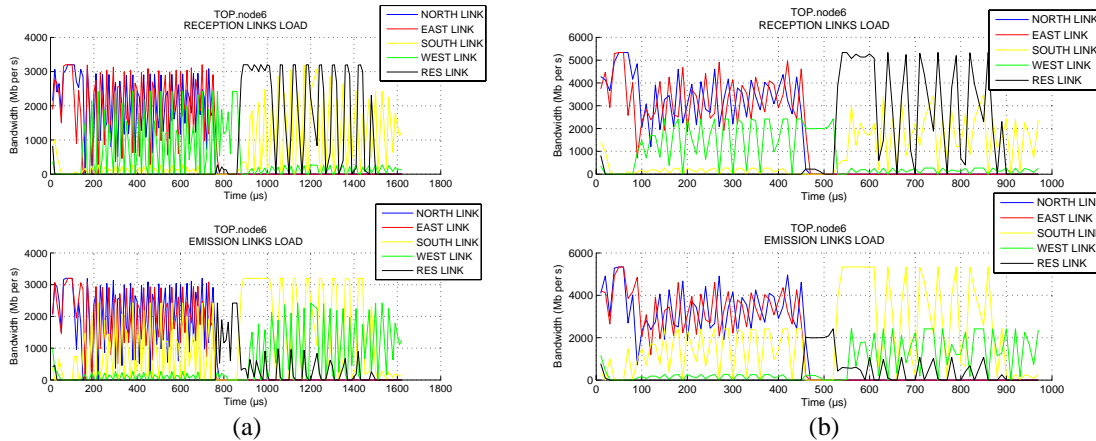 TOP.node6
RECEPTION LINKS LOAD
NORTH LINK
EAST LINK
SOUTH LINK
WEST LINK
RES LINK
Bandwidth (Mb per s)
4000
3000
2000
1000
0
0 200 400 600 800 1000 1200 1400 1600 1800
Time (µs)
TOP.node6
EMISSION LINKS LOAD
NORTH LINK
EAST LINK
SOUTH LINK
WEST LINK
RES LINK
Bandwidth (Mb per s)
4000
3000
2000
1000
0
0 200 400 600 800 1000 1200 1400 1600 1800
Time (µs)
(a)
TOP.node6
RECEPTION LINKS LOAD
NORTH LINK
EAST LINK
SOUTH LINK
WEST LINK
RES LINK
Bandwidth (Mb per s)
6000
5000
4000
3000
2000
1000
0
0 100 200 300 400 500 600 700 800 900 1000
Time (µs)
TOP.node6
EMISSION LINKS LOAD
NORTH LINK
EAST LINK
SOUTH LINK
WEST LINK
RES LINK
Bandwidth (Mb per s)
6000
4000
2000
0
0 100 200 300 400 500 600 700 800 900 1000
Time (µs)
(b)